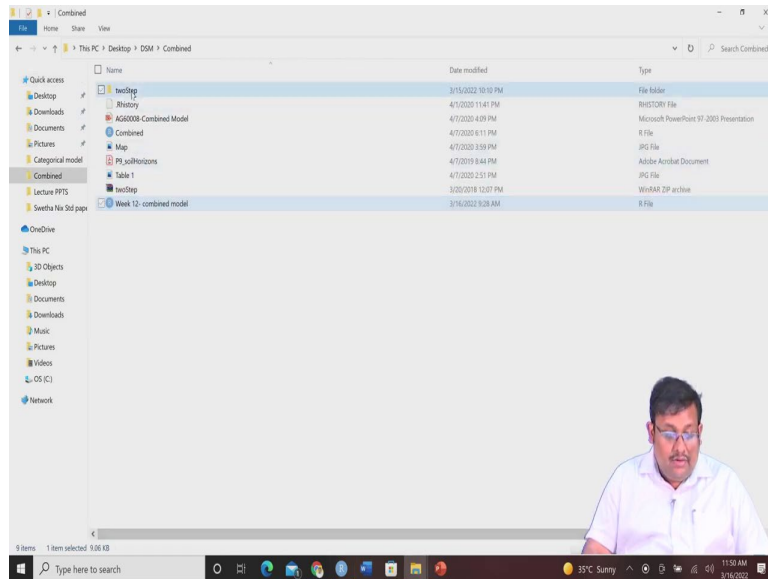 Combined
File Home Share View
This PC > Desktop > DSM > Combined
Search Combined
Name Date modified Type
twoStep 3/15/2022 10:10 PM File folder
.Rhistory 4/1/2020 11:41 PM RHISTORY File
AG60008-Combined Model 4/7/2020 4:09 PM Microsoft PowerPoint 97-2003 Presentation
Combined 4/7/2020 6:11 PM R File
Map 4/7/2020 3:59 PM JPG File
P9_soilHorizons 4/7/2019 8:44 PM Adobe Acrobat Document
Table 1 4/7/2020 2:51 PM JPG File
twoStep 3/20/2018 12:07 PM WinRAR ZIP archive
Week 12- combined model 3/16/2022 9:28 AM R File
Quick access
Desktop
Downloads
Documents
Pictures
Categorical model
Combined
Lecture PPTS
Swetha Nix Std pape
OneDrive
This PC
3D Objects
Desktop
Documents
Downloads
Music
Pictures
Videos
OS (C:)
Network
9 items 1 item selected 9.06 KB
Type here to search
35°C Sunny
11:50 AM
3/16/2022